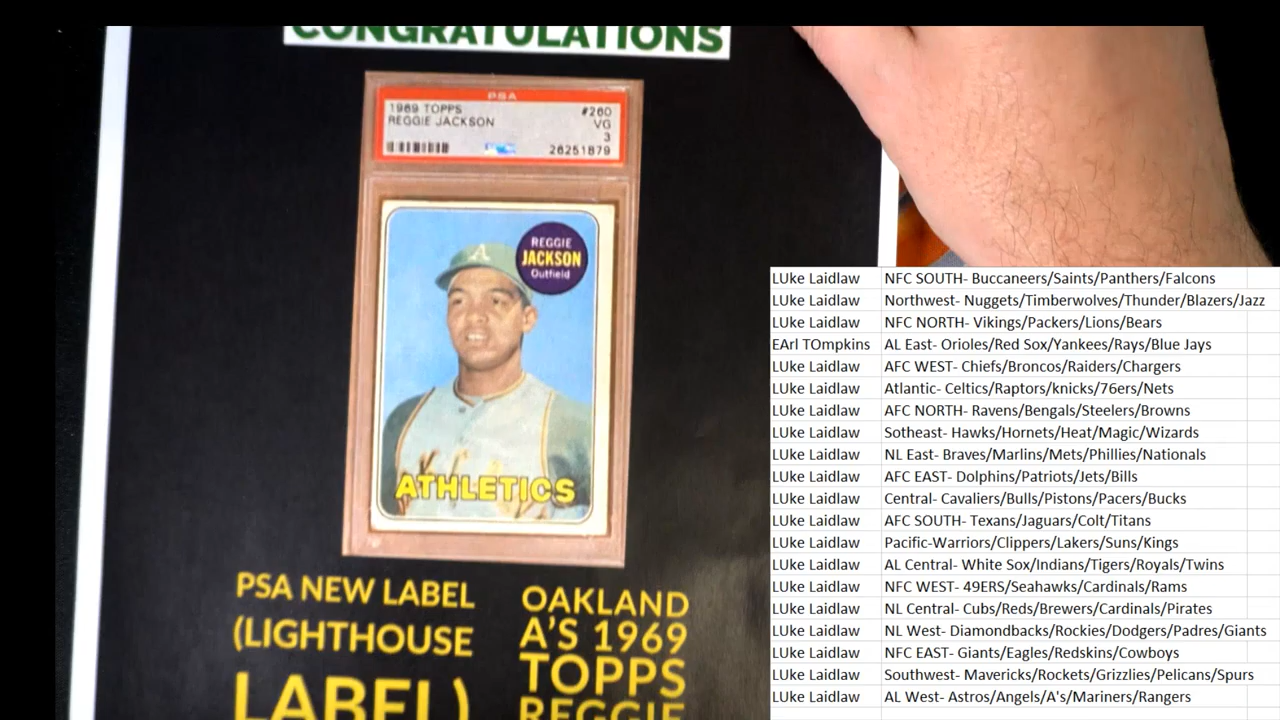 CONGRATULATIONS
PSA
1969 TOPPS #260
REGGIE JACKSON VG
3
26251879
REGGIE
JACKSON
Outfield
A
ATHLETICS
PSA NEW LABEL
(LIGHTHOUSE
LABEL)
OAKLAND
A'S 1969
TOPPS
REGGIE
LUke Laidlaw NFC SOUTH- Buccaneers/Saints/Panthers/Falcons
LUke Laidlaw Northwest- Nuggets/Timberwolves/Thunder/Blazers/Jazz
LUke Laidlaw NFC NORTH- Vikings/Packers/Lions/Bears
EArl TOmpkins AL East- Orioles/Red Sox/Yankees/Rays/Blue Jays
LUke Laidlaw AFC WEST- Chiefs/Broncos/Raiders/Chargers
LUke Laidlaw Atlantic- Celtics/Raptors/knicks/76ers/Nets
LUke Laidlaw AFC NORTH- Ravens/Bengals/Steelers/Browns
LUke Laidlaw Sotheast- Hawks/Hornets/Heat/Magic/Wizards
LUke Laidlaw NL East- Braves/Marlins/Mets/Phillies/Nationals
LUke Laidlaw AFC EAST- Dolphins/Patriots/Jets/Bills
LUke Laidlaw Central- Cavaliers/Bulls/Pistons/Pacers/Bucks
LUke Laidlaw AFC SOUTH- Texans/Jaguars/Colt/Titans
LUke Laidlaw Pacific-Warriors/Clippers/Lakers/Suns/Kings
LUke Laidlaw AL Central- White Sox/Indians/Tigers/Royals/Twins
LUke Laidlaw NFC WEST- 49ERS/Seahawks/Cardinals/Rams
LUke Laidlaw NL Central- Cubs/Reds/Brewers/Cardinals/Pirates
LUke Laidlaw NL West- Diamondbacks/Rockies/Dodgers/Padres/Giants
LUke Laidlaw NFC EAST- Giants/Eagles/Redskins/Cowboys
LUke Laidlaw Southwest- Mavericks/Rockets/Grizzlies/Pelicans/Spurs
LUke Laidlaw AL West- Astros/Angels/A's/Mariners/Rangers